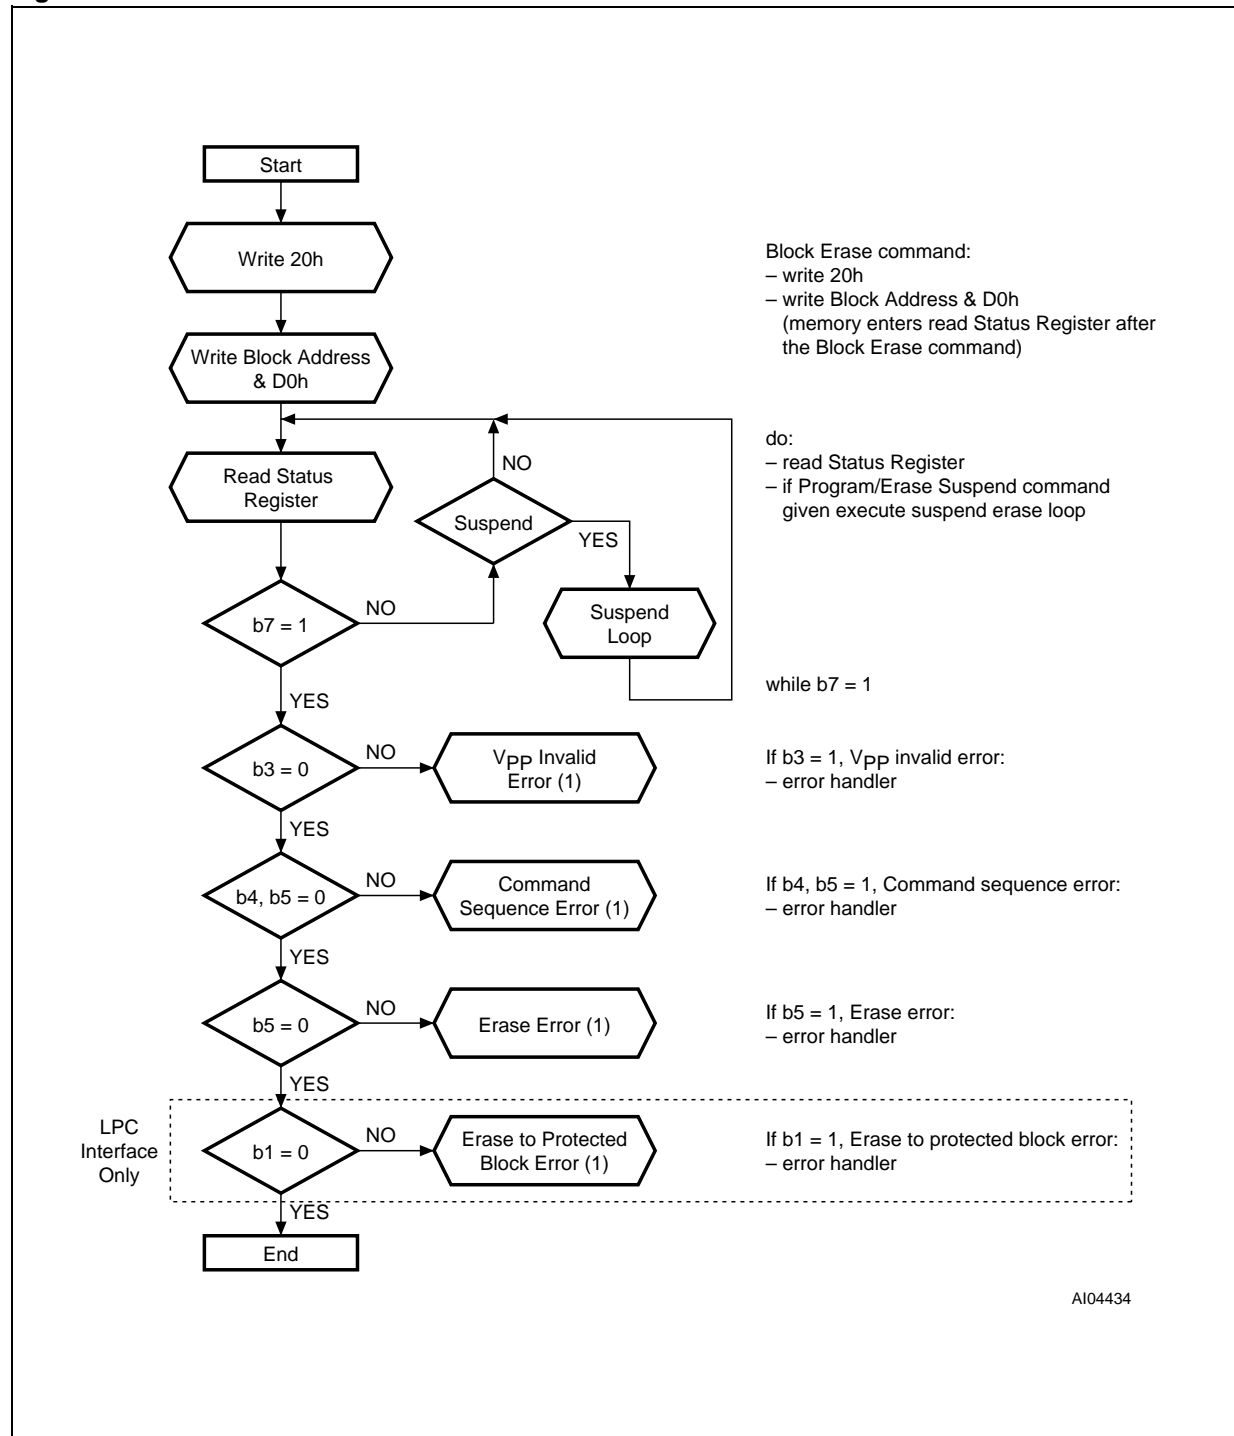 Start
Write 20h
Block Erase command:
– write 20h
– write Block Address & D0h
(memory enters read Status Register after
the Block Erase command)
Write Block Address
& D0h
do:
– read Status Register
– if Program/Erase Suspend command
given execute suspend erase loop
Read Status
Register
NO
Suspend
YES
b7 = 1
NO
Suspend
Loop
while b7 = 1
YES
b3 = 0
NO
VPP Invalid
Error (1)
If b3 = 1, VPP invalid error:
– error handler
YES
b4, b5 = 0
NO
Command
Sequence Error (1)
If b4, b5 = 1, Command sequence error:
– error handler
YES
b5 = 0
NO
Erase Error (1)
If b5 = 1, Erase error:
– error handler
YES
LPC
Interface
Only
b1 = 0
NO
Erase to Protected
Block Error (1)
If b1 = 1, Erase to protected block error:
– error handler
YES
End
AI04434